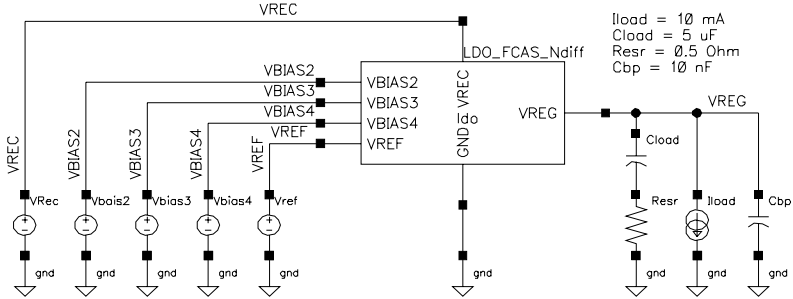 VREC
Iload = 10 mA
Cload = 5 uF
Resr = 0.5 Ohm
Cbp = 10 nF
LDO_FCAS_Ndiff
VBIAS2
VBIAS3
VBIAS4
VREF
VBIAS2
VBIAS3
VBIAS4
VREF
VREC
ldo
GND
VREG
VREG
VREC
VBIAS2
VBIAS3
VBIAS4
VREF
Cload
VRec
Vbais2
Vbias3
Vbias4
Vref
Resr
Iload
Cbp
gnd
gnd
gnd
gnd
gnd
gnd
gnd
gnd
gnd